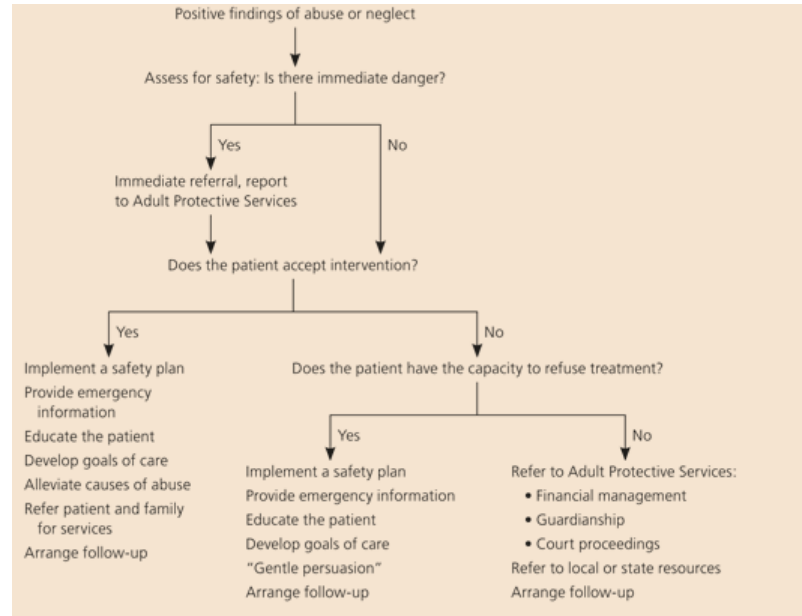 Positive findings of abuse or neglect
Assess for safety: Is there immediate danger?
Yes
No
Immediate referral, report
to Adult Protective Services
Does the patient accept intervention?
Yes
No
Implement a safety plan
Provide emergency
information
Educate the patient
Develop goals of care
Alleviate causes of abuse
Refer patient and family
for services
Arrange follow-up
Does the patient have the capacity to refuse treatment?
Yes
No
Implement a safety plan
Provide emergency information
Educate the patient
Develop goals of care
“Gentle persuasion”
Arrange follow-up
Refer to Adult Protective Services:
• Financial management
• Guardianship
• Court proceedings
Refer to local or state resources
Arrange follow-up